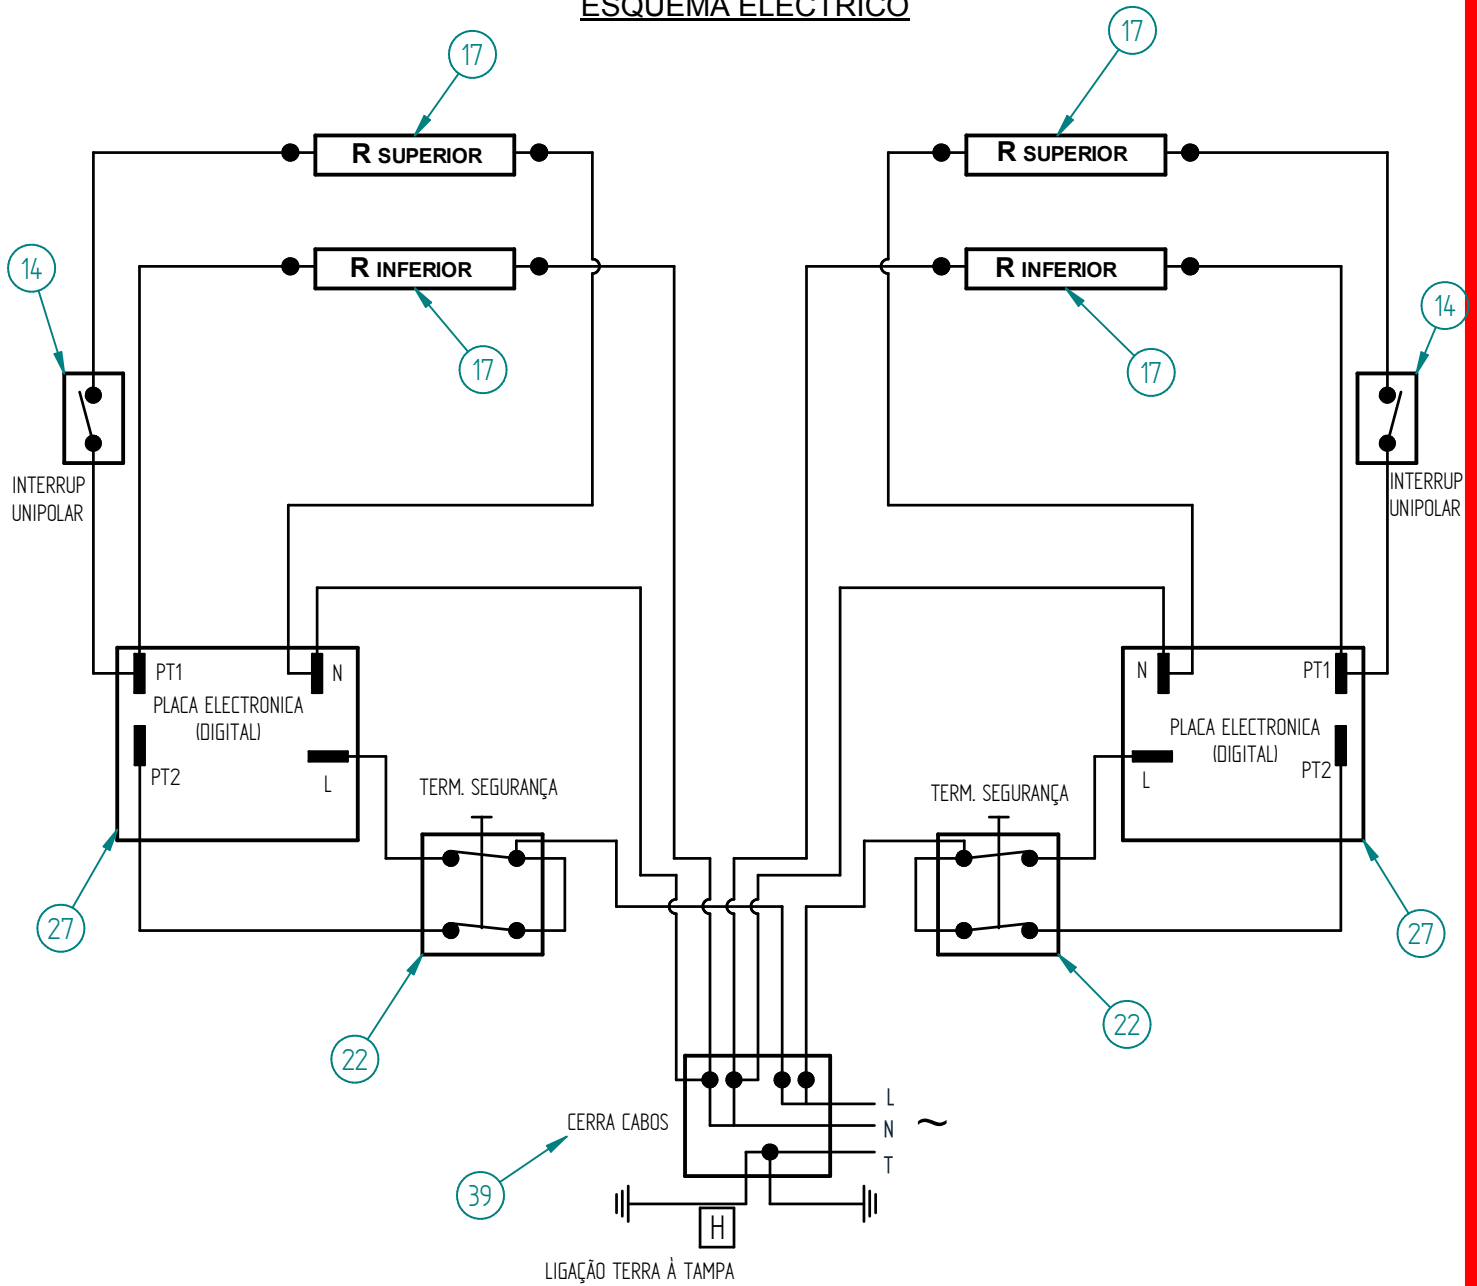 ESQUEMA ELECTRICO
17
17
R SUPERIOR
R SUPERIOR
14
R INFERIOR
R INFERIOR
14
17
17
INTERRUP
UNIPOLAR
INTERRUP
UNIPOLAR
PT1
N
PLACA ELECTRONICA
(DIGITAL)
PT2
L
N
PT1
PLACA ELECTRONICA
(DIGITAL)
L
PT2
TERM. SEGURANÇA
TERM. SEGURANÇA
27
27
22
22
CERRA CABOS
L
N
~
T
39
H
LIGAÇÃO TERRA À TAMPA